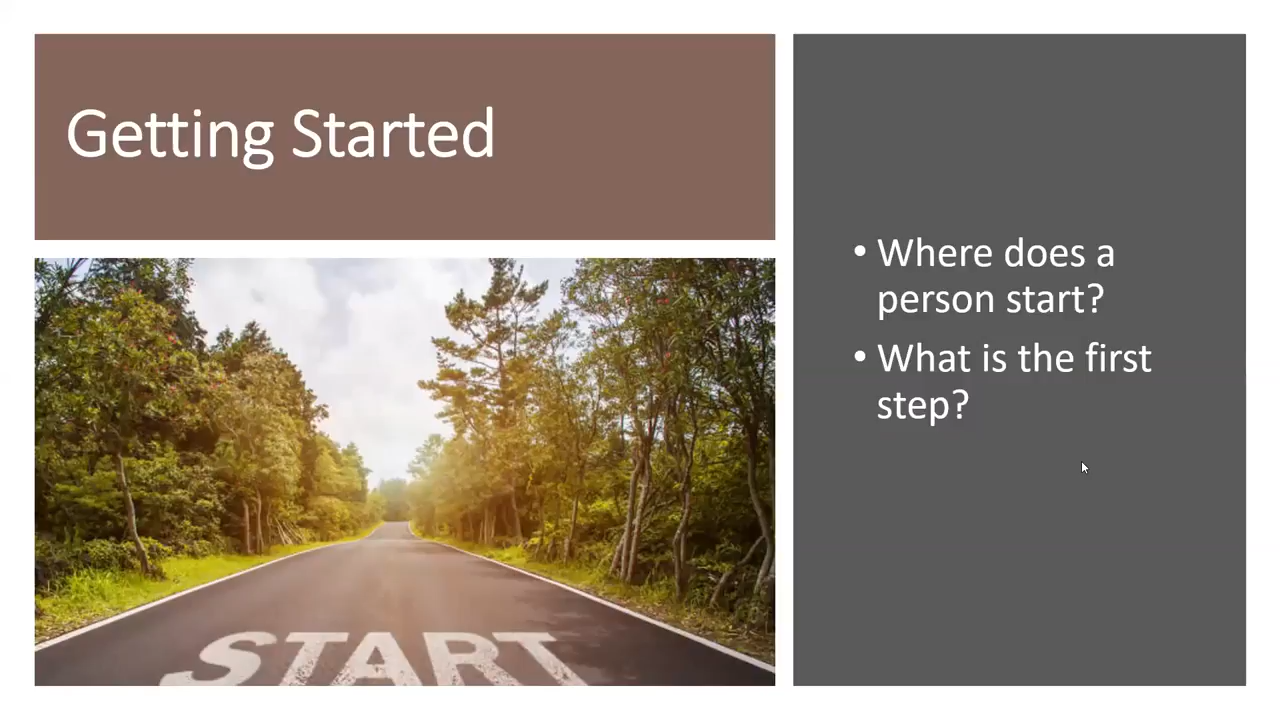 Getting Started
• Where does a
person start?
• What is the first
step?
START